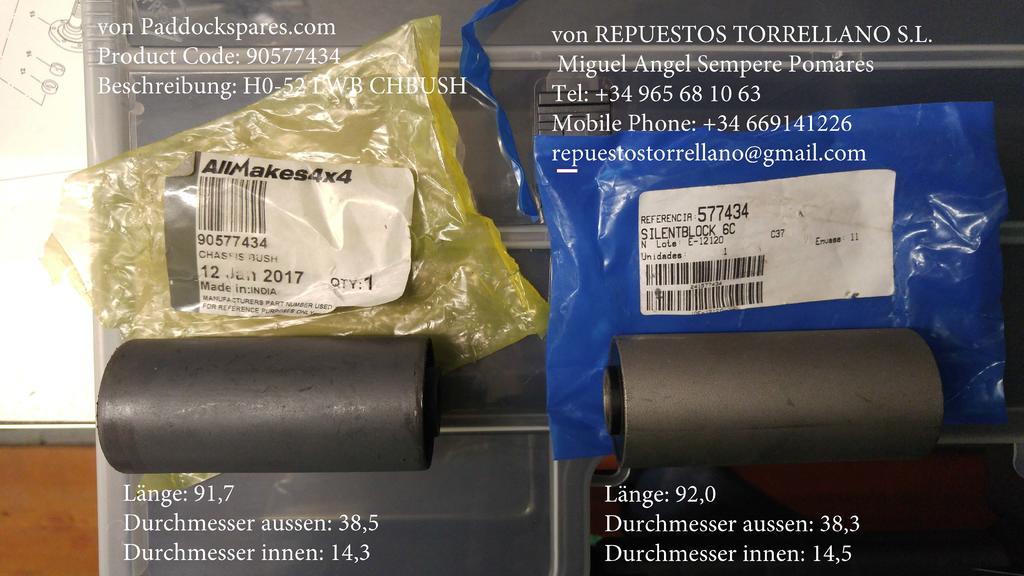 von Paddockspares.com
Product Code: 90577434
Beschreibung: H0-52 LWB CHBUSH
von REPUESTOS TORRELLANO S.L.
Miguel Angel Sempere Pomares
Tel: +34 965 68 10 63
Mobile Phone: +34 669141226
repuestostorrellano@gmail.com
AllMakes4x4
90577434
CHASSIS BUSH
12 Jan 2017 QTY:1
Made in:INDIA
MANUFACTURERS PART NUMBER USED
FOR REFERENCE PURPOSES ONLY
REFERENCIA 577434
SILENTBLOCK 6C
N Lote: E-12120 C37 Envase: 11
Unidades: 1
Länge: 91,7
Durchmesser aussen: 38,5
Durchmesser innen: 14,3
Länge: 92,0
Durchmesser aussen: 38,3
Durchmesser innen: 14,5